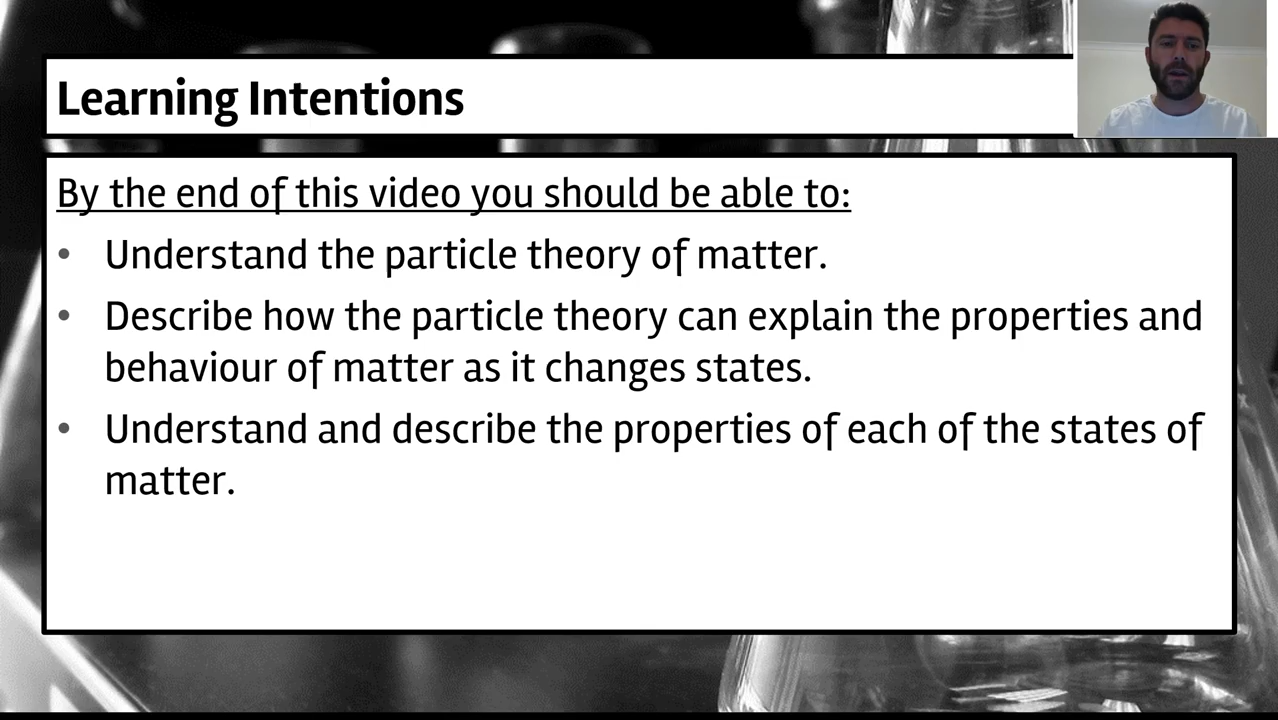 Learning Intentions
By the end of this video you should be able to:
• Understand the particle theory of matter.
• Describe how the particle theory can explain the properties and
behaviour of matter as it changes states.
• Understand and describe the properties of each of the states of
matter.